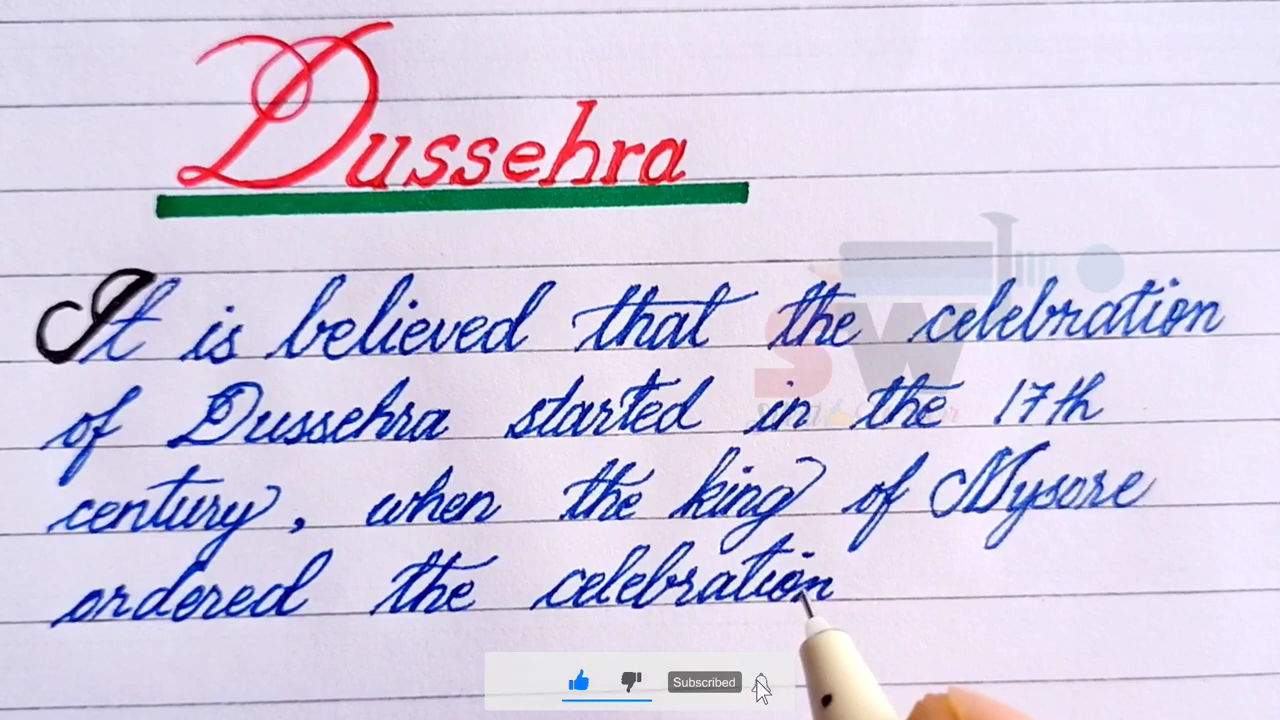 Dussehra
It is believed that the celebration
of Dussehra started in the 17th
century, when the king of Mysore
ordered the celebration
SW
Subscribed